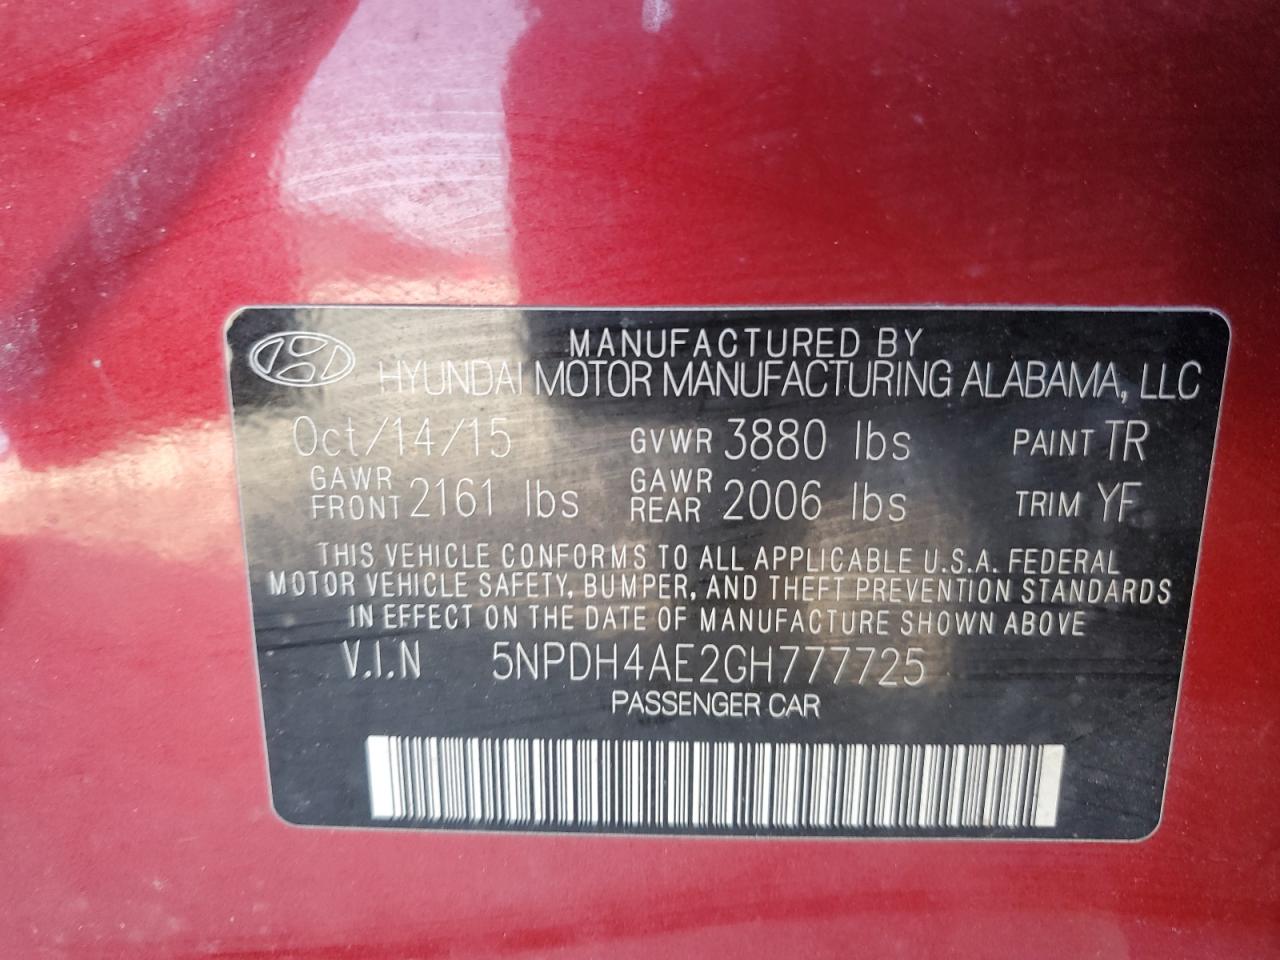 MANUFACTURED BY
HYUNDAI MOTOR MANUFACTURING ALABAMA, LLC
Oct/14/15 GVWR 3880 lbs PAINT TR
GAWR FRONT 2161 lbs GAWR REAR 2006 lbs TRIM YF
THIS VEHICLE CONFORMS TO ALL APPLICABLE U.S.A. FEDERAL
MOTOR VEHICLE SAFETY, BUMPER, AND THEFT PREVENTION STANDARDS
IN EFFECT ON THE DATE OF MANUFACTURE SHOWN ABOVE
V.I.N 5NPDH4AE2GH777725
PASSENGER CAR